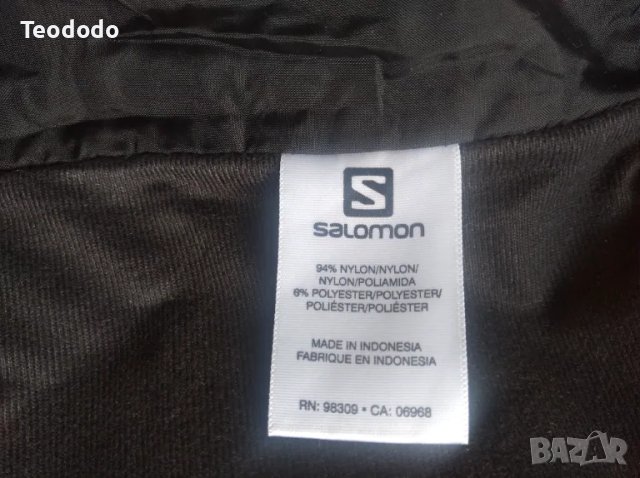 Teododo
S
salomon
94% NYLON/NYLON/
NYLON/POLIAMIDA
6% POLYESTER/POLYESTER/
POLIÉSTER/POLIÉSTER
MADE IN INDONESIA
FABRIQUE EN INDONESIA
RN: 98309 • CA: 06968
BAZAR